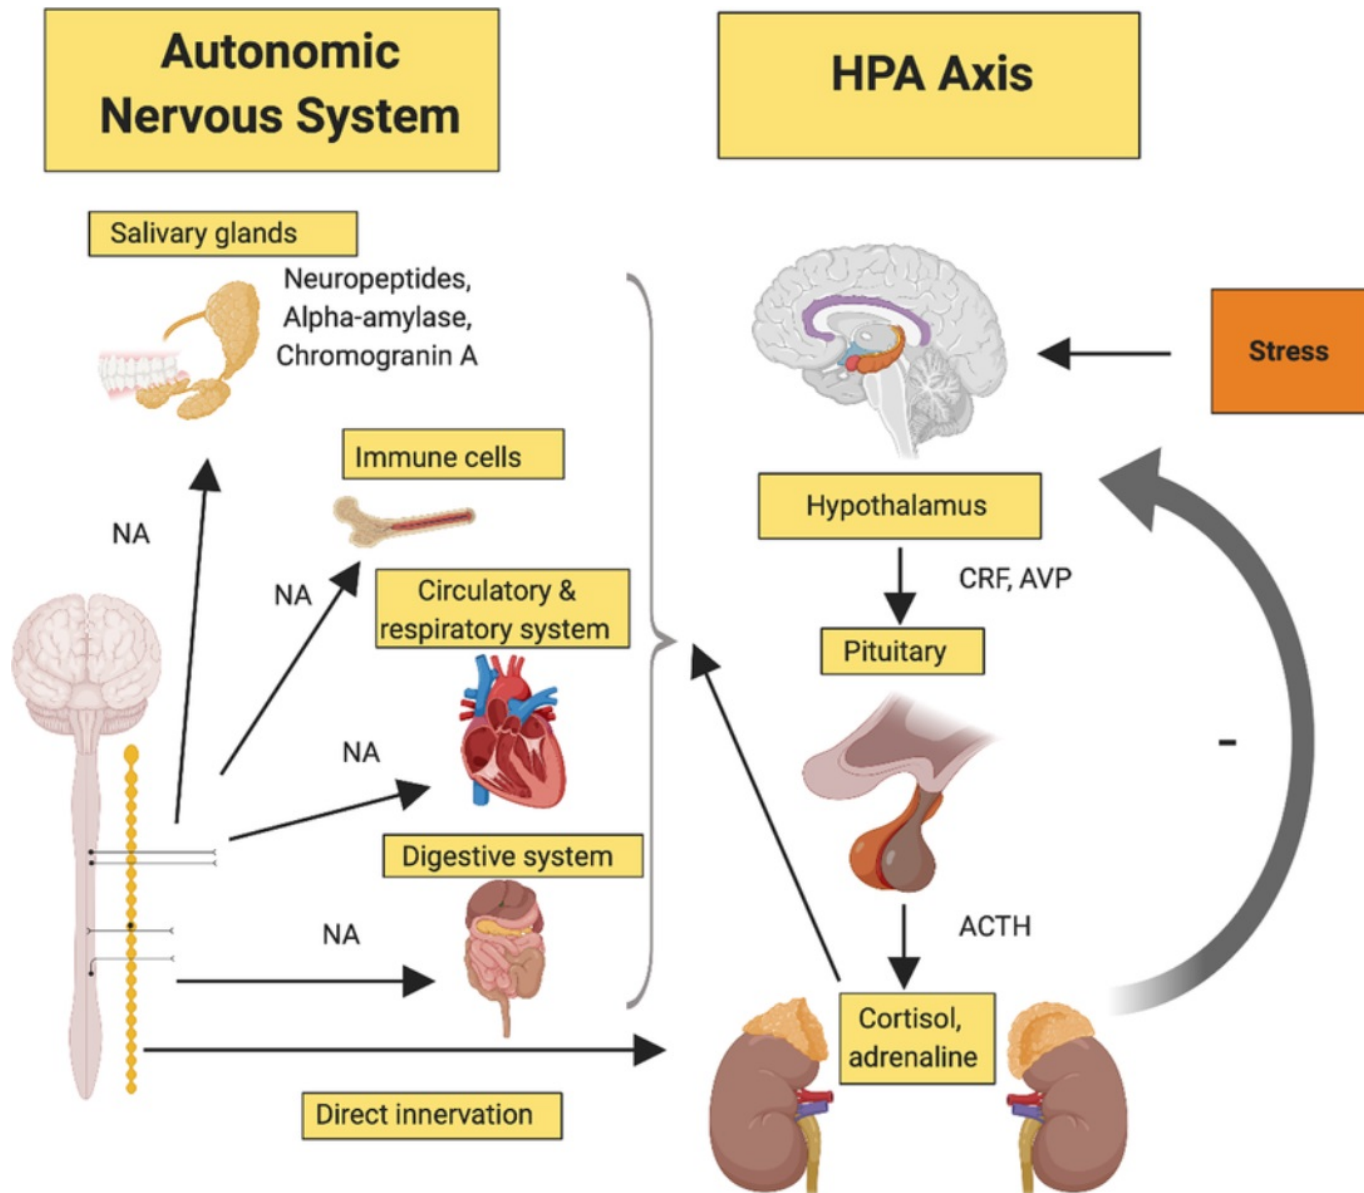 Autonomic
Nervous System
HPA Axis
Salivary glands
Neuropeptides,
Alpha-amylase,
Chromogranin A
Immune cells
NA
NA
Circulatory &
respiratory system
NA
Digestive system
NA
Direct innervation
Stress
Hypothalamus
CRF, AVP
Pituitary
-
ACTH
Cortisol,
adrenaline